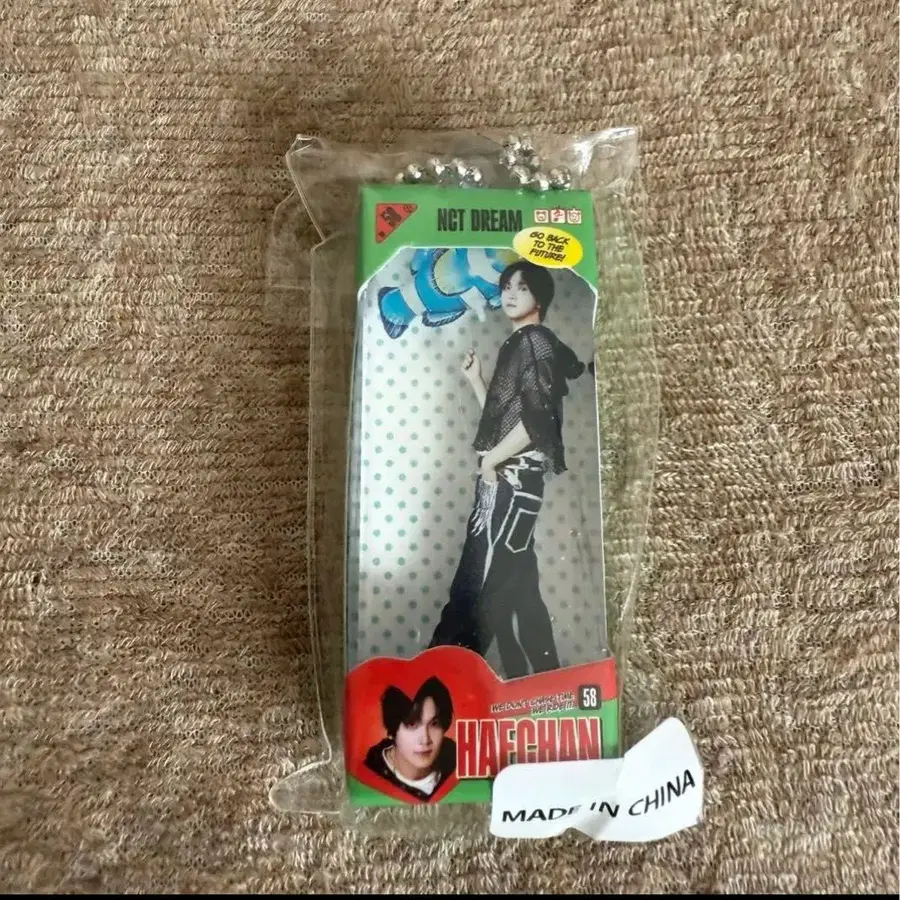 NCT DREAM
GO BACK
TO THE
FUTURE!
58
HAECHAN
MADE IN CHINA